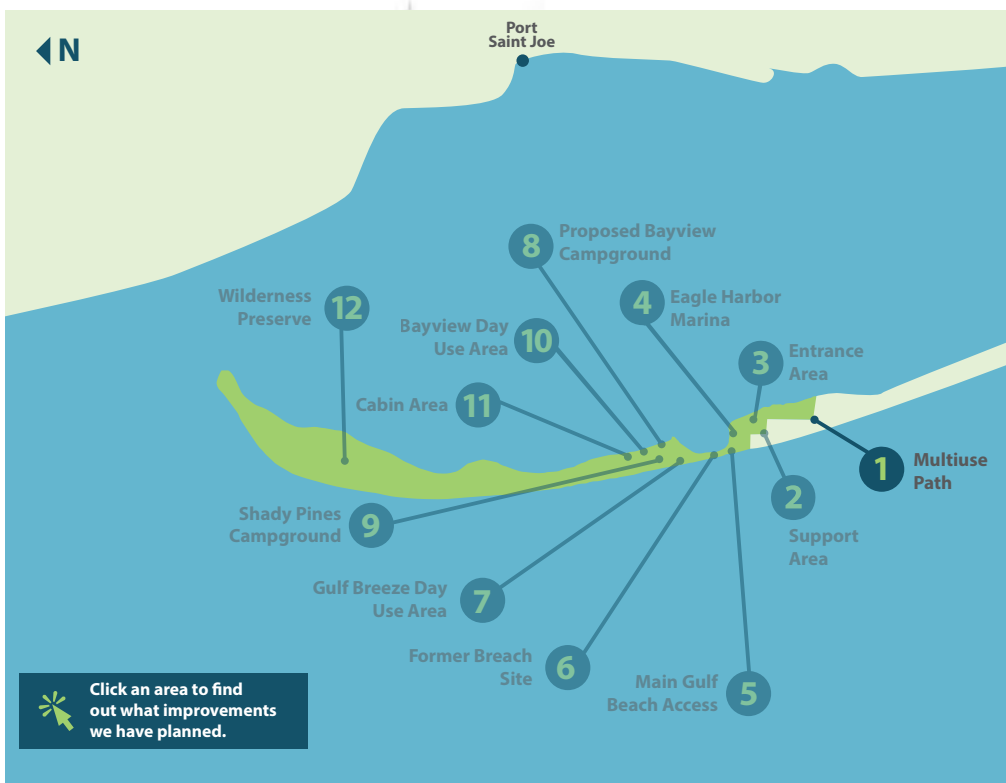 N
Port
Saint Joe
8
Proposed Bayview
Campground
4
Eagle Harbor
Marina
12
Wilderness
Preserve
10
Bayview Day
Use Area
3
Entrance
Area
11
Cabin Area
1
Multiuse
Path
2
Support
Area
9
Shady Pines
Campground
7
Gulf Breeze Day
Use Area
6
Former Breach
Site
5
Main Gulf
Beach Access
Click an area to find
out what improvements
we have planned.